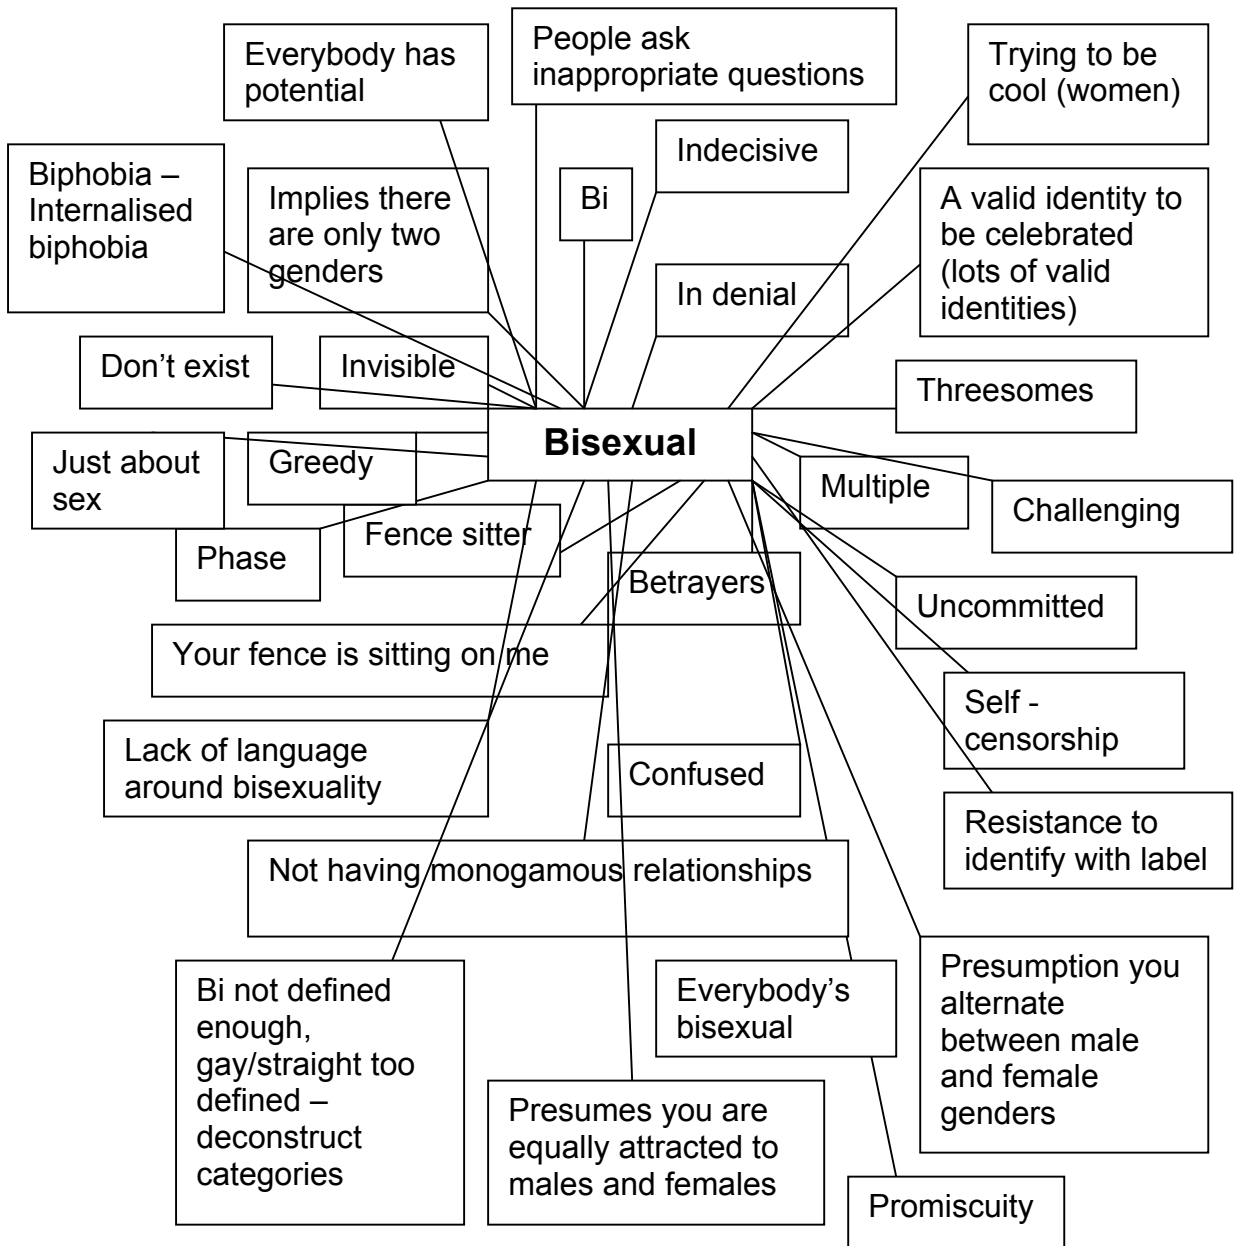 Everybody has
potential
People ask
inappropriate questions
Trying to be
cool (women)
Indecisive
Biphobia –
Internalised
biphobia
Implies there
are only two
genders
Bi
A valid identity to
be celebrated
(lots of valid
identities)
In denial
Don’t exist
Invisible
Threesomes
Bisexual
Just about
sex
Greedy
Multiple
Challenging
Phase
Fence sitter
Betrayers
Uncommitted
Your fence is sitting on me
Self -
censorship
Lack of language
around bisexuality
Confused
Resistance to
identify with label
Not having monogamous relationships
Bi not defined
enough,
gay/straight too
defined –
deconstruct
categories
Everybody’s
bisexual
Presumption you
alternate
between male
and female
genders
Presumes you are
equally attracted to
males and females
Promiscuity